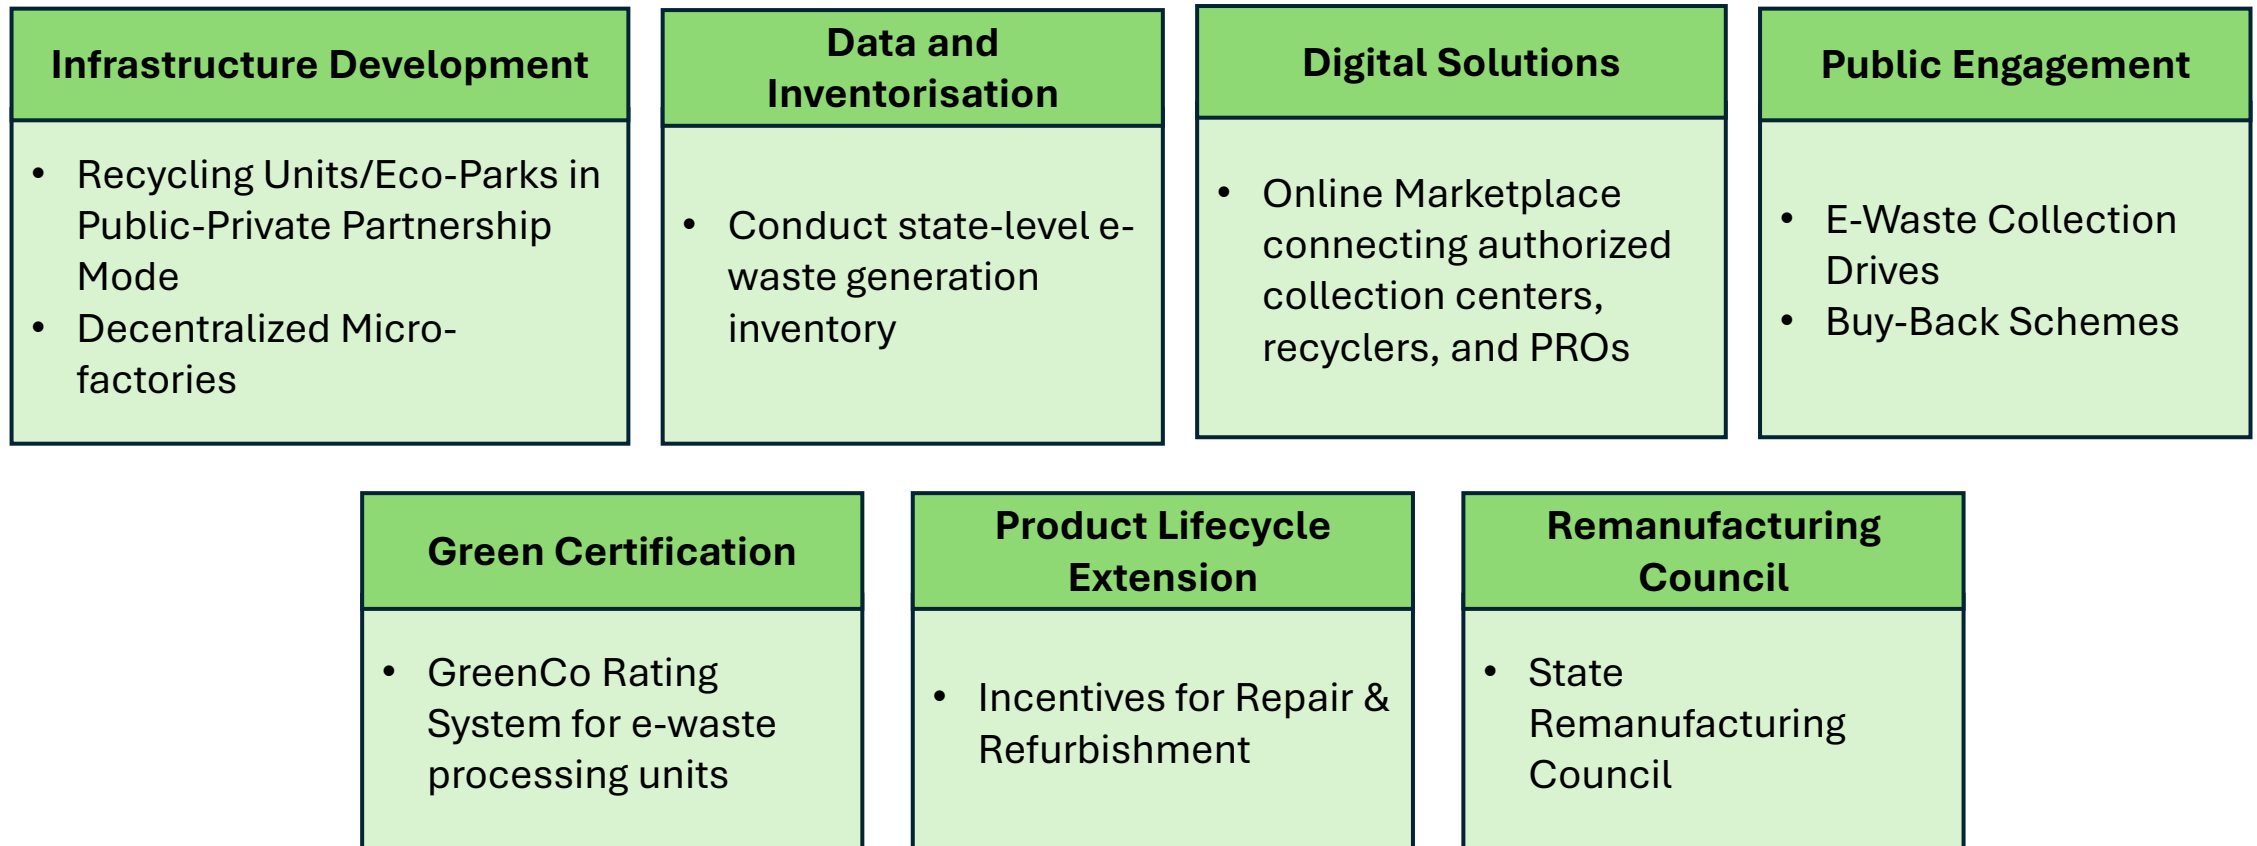 Infrastructure Development
• Recycling Units/Eco-Parks in
Public-Private Partnership
Mode
• Decentralized Micro-
factories
Data and
Inventorisation
• Conduct state-level e-
waste generation
inventory
Digital Solutions
• Online Marketplace
connecting authorized
collection centers,
recyclers, and PROs
Public Engagement
• E-Waste Collection
Drives
• Buy-Back Schemes
Green Certification
• GreenCo Rating
System for e-waste
processing units
Product Lifecycle
Extension
• Incentives for Repair &
Refurbishment
Remanufacturing
Council
• State
Remanufacturing
Council